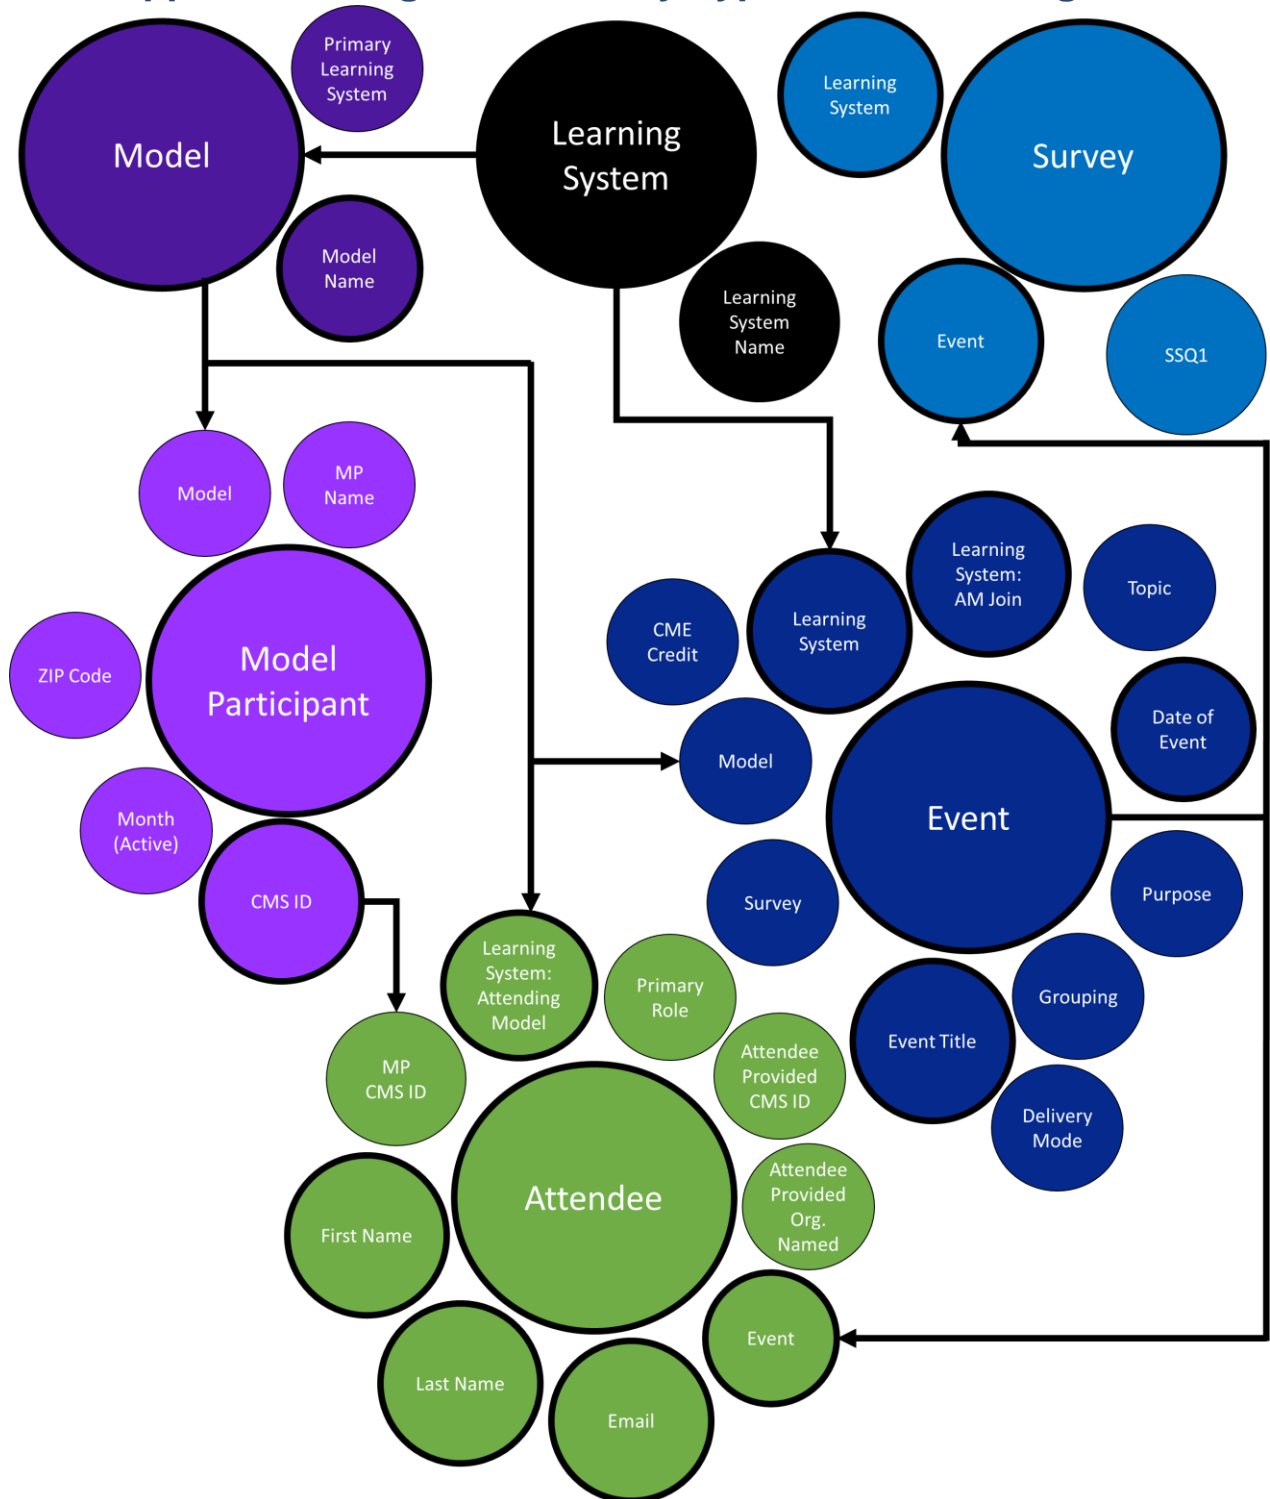 Primary
Learning
System
Model
Learning
System
Learning
System
Survey
Model
Name
Learning
System
Name
Event
SSQ1
Model
MP
Name
Learning
System:
AM Join
Topic
CME
Credit
Learning
System
ZIP Code
Model
Participant
Date of
Event
Model
Month
(Active)
Event
CMS ID
Survey
Purpose
Learning
System:
Attending
Model
Primary
Role
Grouping
Event Title
MP
CMS ID
Attendee
Provided
CMS ID
Delivery
Mode
Attendee
Attendee
Provided
Org.
Named
First Name
Event
Last Name
Email